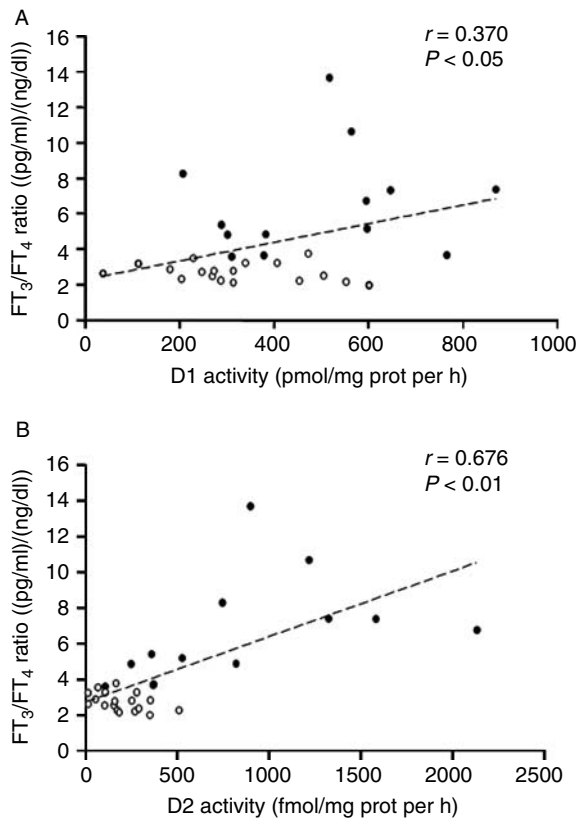 A
r = 0.370
P < 0.05
FT3/FT4 ratio ((pg/ml)/(ng/dl))
16
14
12
10
8
6
4
2
0
0 200 400 600 800 1000
D1 activity (pmol/mg prot per h)
B
r = 0.676
P < 0.01
FT3/FT4 ratio ((pg/ml)/(ng/dl))
16
14
12
10
8
6
4
2
0
0 500 1000 1500 2000 2500
D2 activity (fmol/mg prot per h)